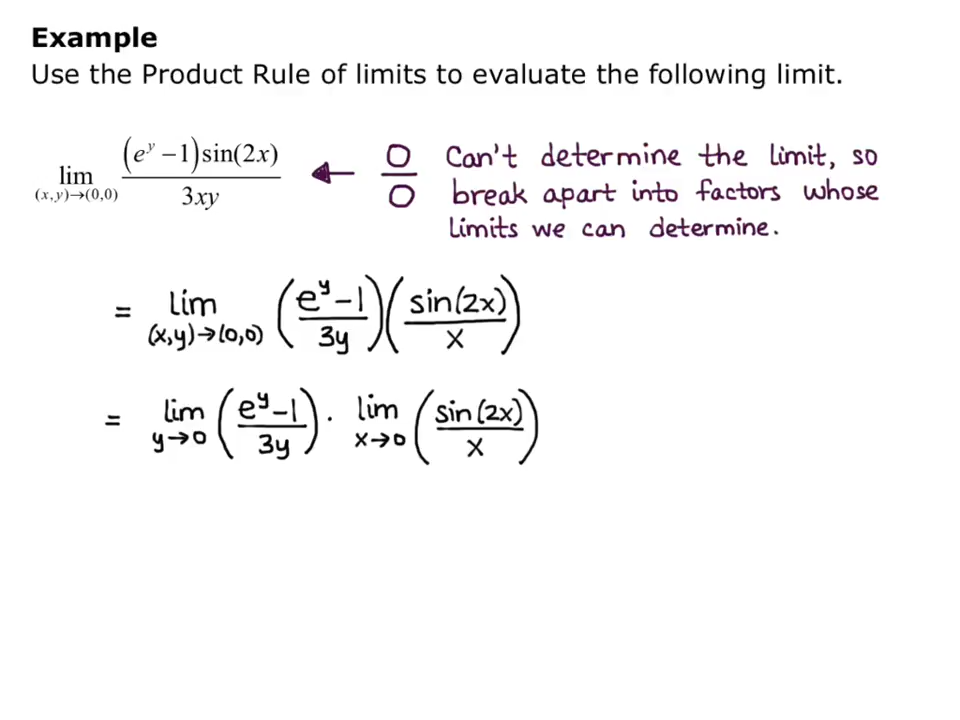 Example
Use the Product Rule of limits to evaluate the following limit.
lim (x,y)→(0,0) (e^y −1)sin(2x) / 3xy ← 0/0 Can't determine the limit, so
break apart into factors whose
limits we can determine.
= lim (x,y)→(0,0) ((e^y −1)/3y)(sin(2x)/x)
= lim y→0 ((e^y −1)/3y) · lim x→0 (sin(2x)/x)